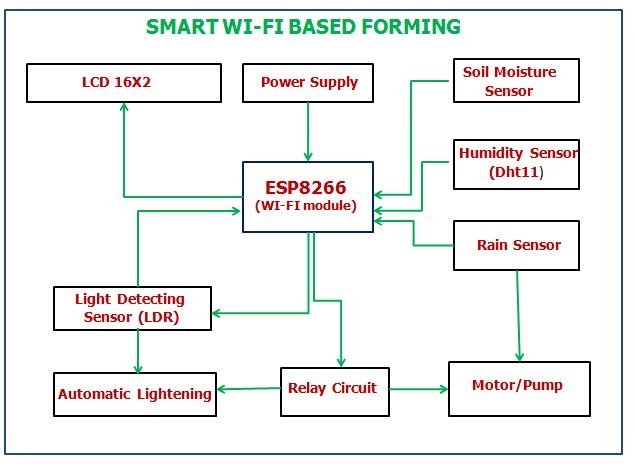 SMART WI-FI BASED FORMING
LCD 16X2
Power Supply
Soil Moisture
Sensor
Humidity Sensor
(Dht11)
ESP8266
(WI-FI module)
Rain Sensor
Light Detecting
Sensor (LDR)
Automatic Lightening
Relay Circuit
Motor/Pump